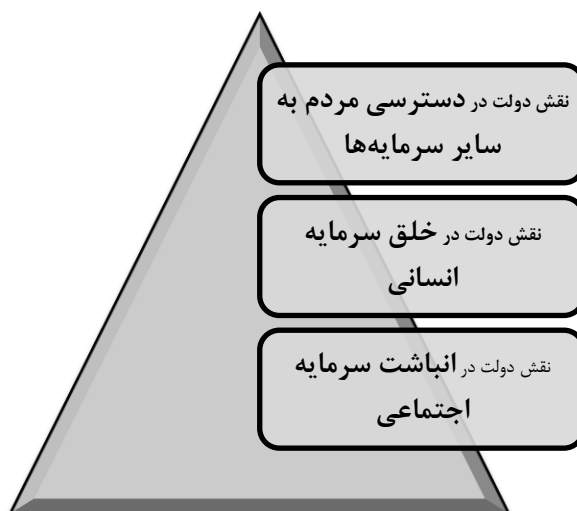 نقش دولت در دسترسی مردم به
سایر سرمایه‌ها
نقش دولت در خلق سرمایه
انسانی
نقش دولت در انباشت سرمایه
اجتماعی